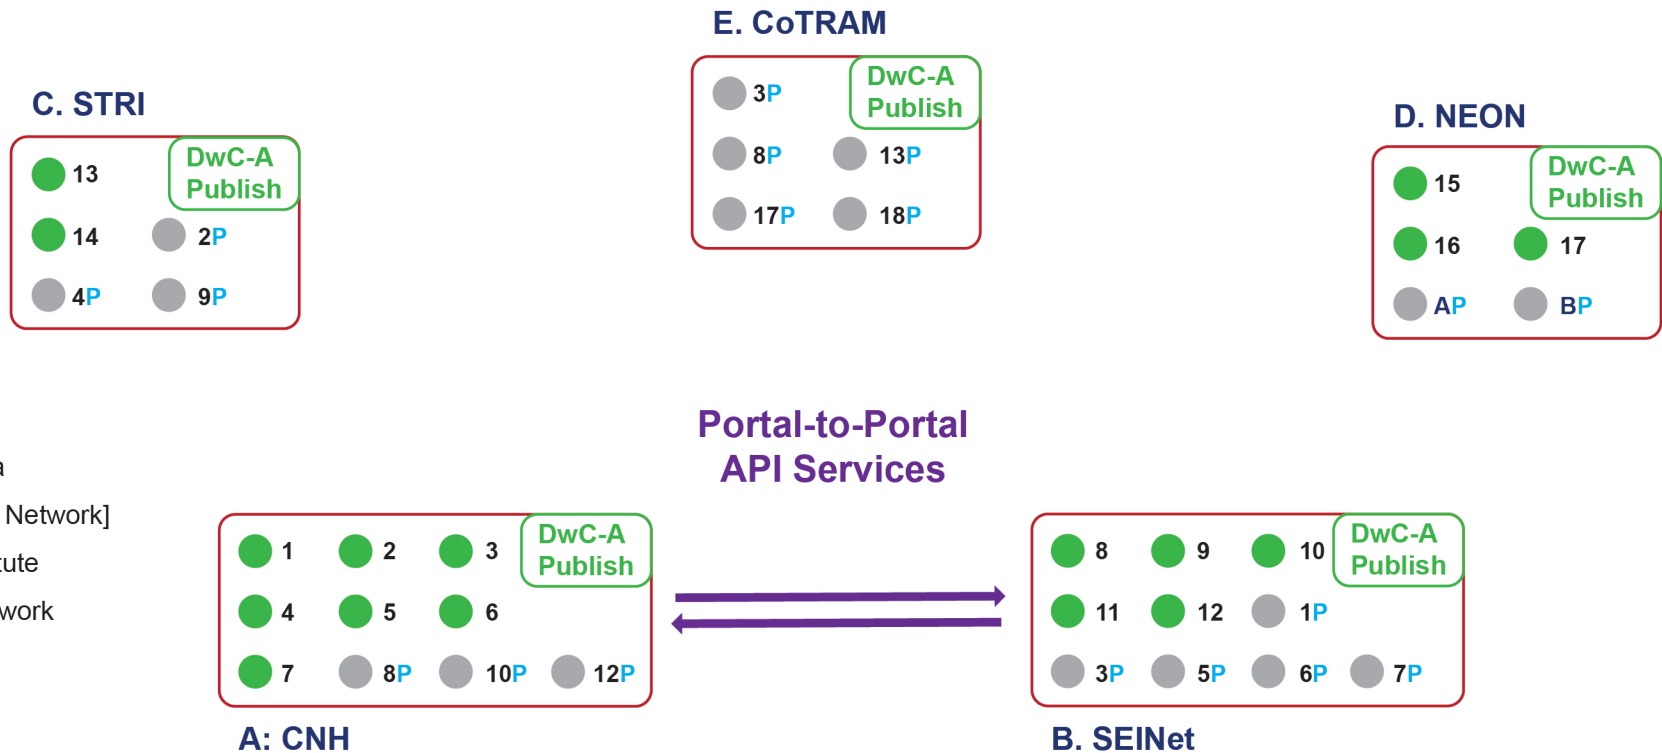 E. CoTRAM
DwC-A
Publish
3P
8P
13P
17P
18P
C. STRI
DwC-A
Publish
13
14
2P
4P
9P
D. NEON
DwC-A
Publish
15
16
17
AP
BP
Portal-to-Portal
API Services
a
Network]
tute
work
DwC-A
Publish
1
2
3
4
5
6
7
8P
10P
12P
A: CNH
DwC-A
Publish
8
9
10
11
12
1P
3P
5P
6P
7P
B. SEINet